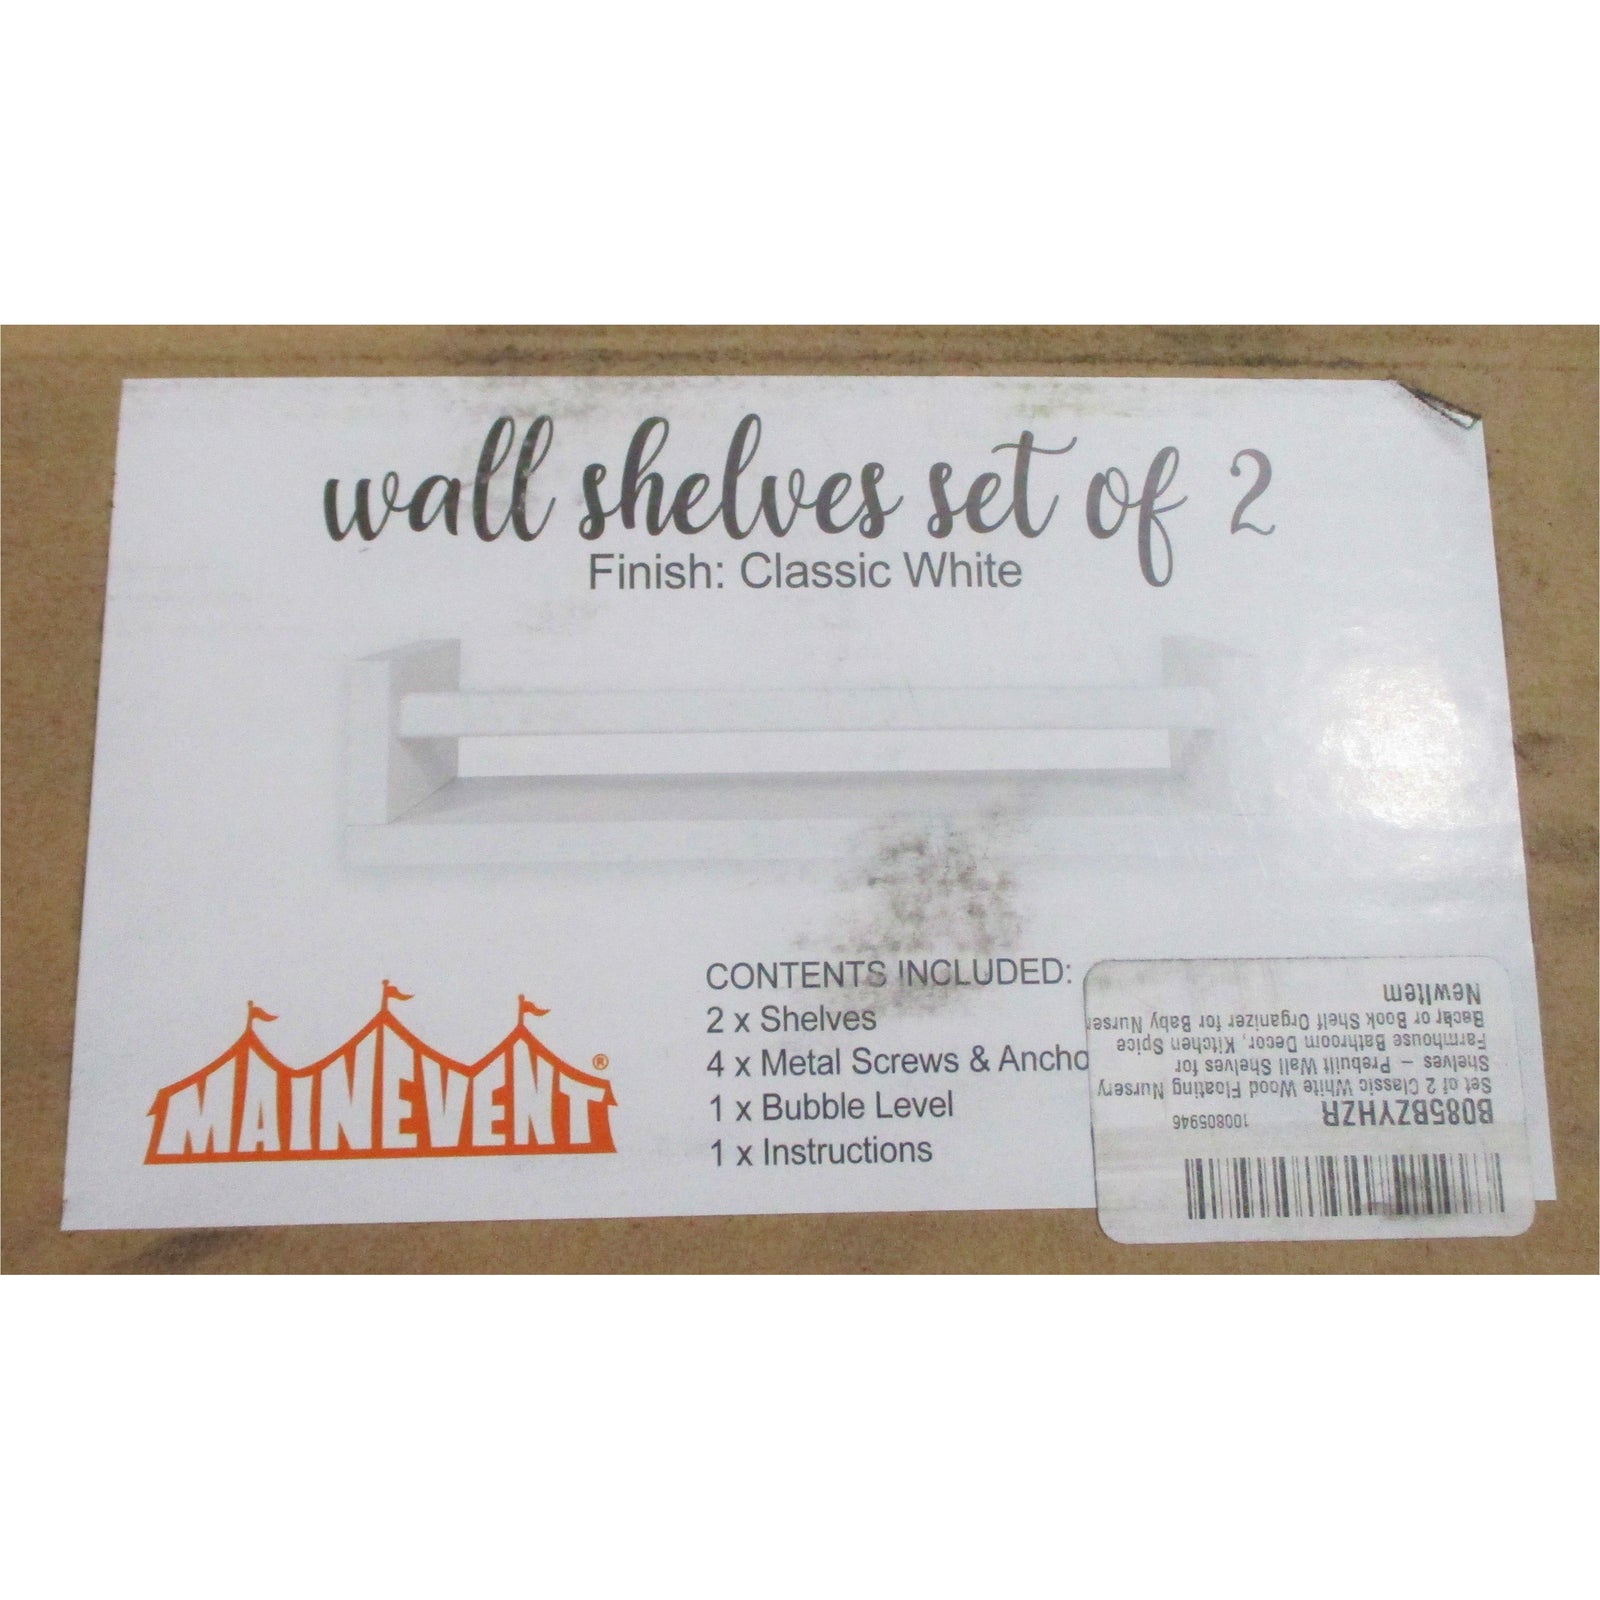 wall shelves set of 2
Finish: Classic White
MAINEVENT®
CONTENTS INCLUDED:
2 x Shelves
4 x Metal Screws & Ancho
1 x Bubble Level
1 x Instructions
B085BZYHZR 100805946
Set of 2 Classic White Wood Floating Nursery
Shelves – Prebuilt Wall Shelves for
Farmhouse Bathroom Decor, Kitchen Spice
or Book Shelf Organizer for Baby Nurser
NewItem